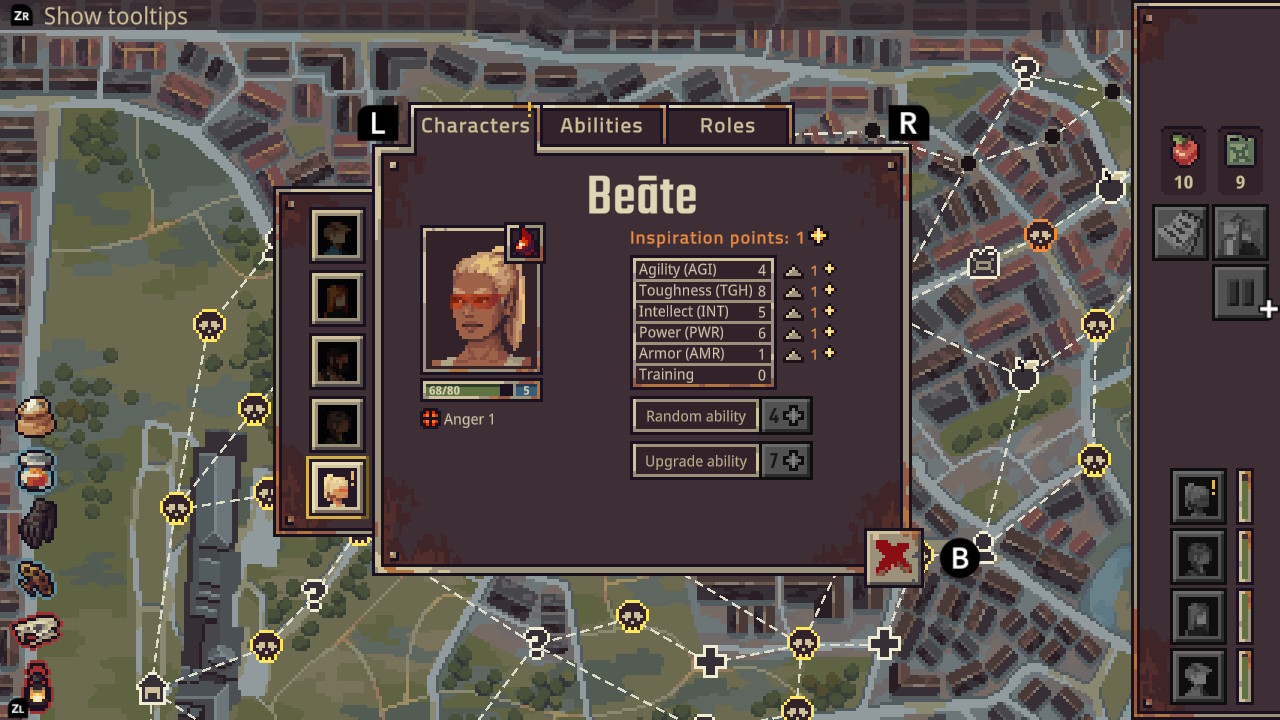 ZR Show tooltips
L Characters! Abilities Roles R
Beāte
Inspiration points: 1
Agility (AGI) 4 1
Toughness (TGH) 8 1
Intellect (INT) 5 1
Power (PWR) 6 1
Armor (AMR) 1 1
Training 0
68/80 5
Anger 1
Random ability 4
Upgrade ability 7
B
10 9
ZL